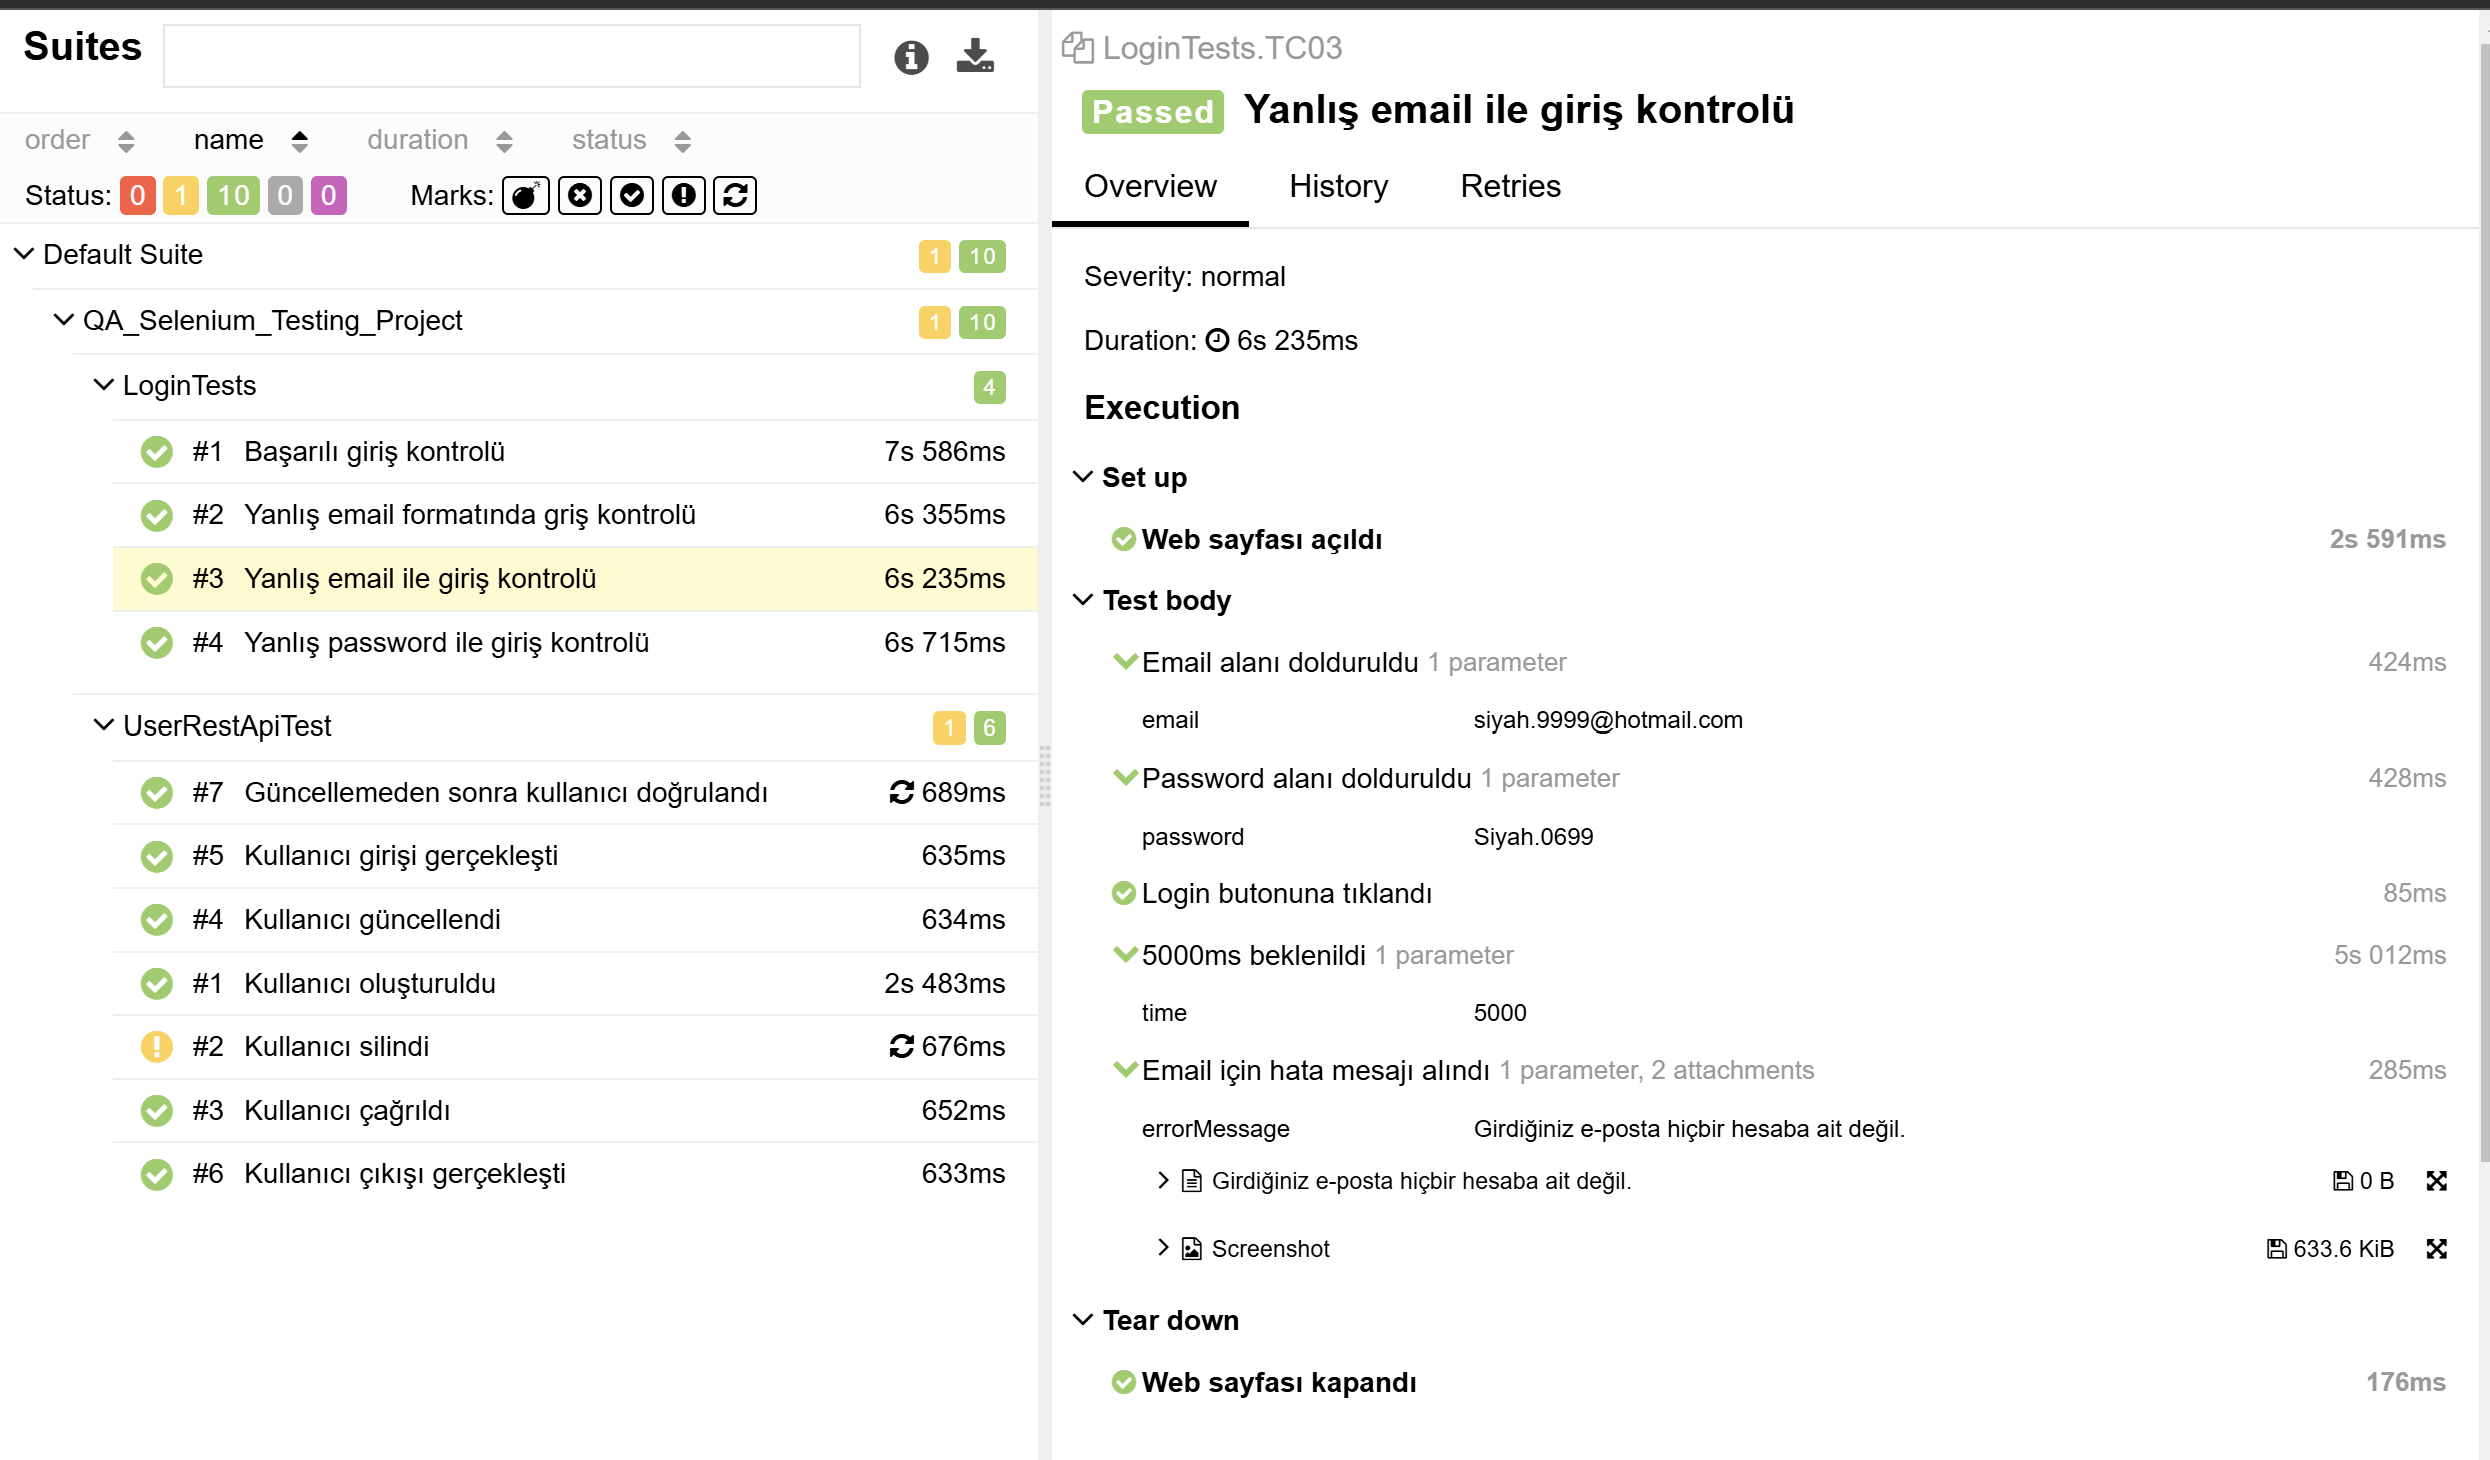 Suites
order name duration status
Status: 0 1 10 0 0 Marks:
Default Suite 1 10
QA_Selenium_Testing_Project 1 10
LoginTests 4
#1 Başarılı giriş kontrolü 7s 586ms
#2 Yanlış email formatında griş kontrolü 6s 355ms
#3 Yanlış email ile giriş kontrolü 6s 235ms
#4 Yanlış password ile giriş kontrolü 6s 715ms
UserRestApiTest 1 6
#7 Güncellemeden sonra kullanıcı doğrulandı 689ms
#5 Kullanıcı girişi gerçekleşti 635ms
#4 Kullanıcı güncellendi 634ms
#1 Kullanıcı oluşturuldu 2s 483ms
#2 Kullanıcı silindi 676ms
#3 Kullanıcı çağrıldı 652ms
#6 Kullanıcı çıkışı gerçekleşti 633ms
LoginTests.TC03
Passed Yanlış email ile giriş kontrolü
Overview History Retries
Severity: normal
Duration: 6s 235ms
Execution
Set up
Web sayfası açıldı 2s 591ms
Test body
Email alanı dolduruldu 1 parameter 424ms
email siyah.9999@hotmail.com
Password alanı dolduruldu 1 parameter 428ms
password Siyah.0699
Login butonuna tıklandı 85ms
5000ms beklenildi 1 parameter 5s 012ms
time 5000
Email için hata mesajı alındı 1 parameter, 2 attachments 285ms
errorMessage Girdiğiniz e-posta hiçbir hesaba ait değil.
Girdiğiniz e-posta hiçbir hesaba ait değil. 0 B
Screenshot 633.6 KiB
Tear down
Web sayfası kapandı 176ms